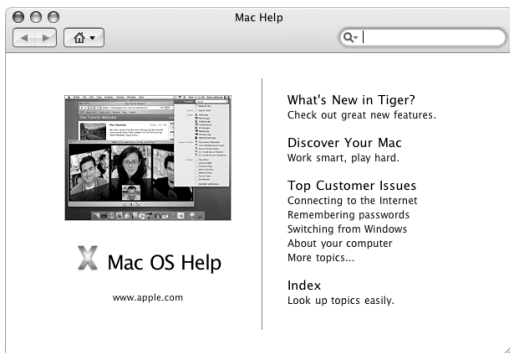 Mac Help
Mac OS Help
www.apple.com
What's New in Tiger?
Check out great new features.
Discover Your Mac
Work smart, play hard.
Top Customer Issues
Connecting to the Internet
Remembering passwords
Switching from Windows
About your computer
More topics...
Index
Look up topics easily.